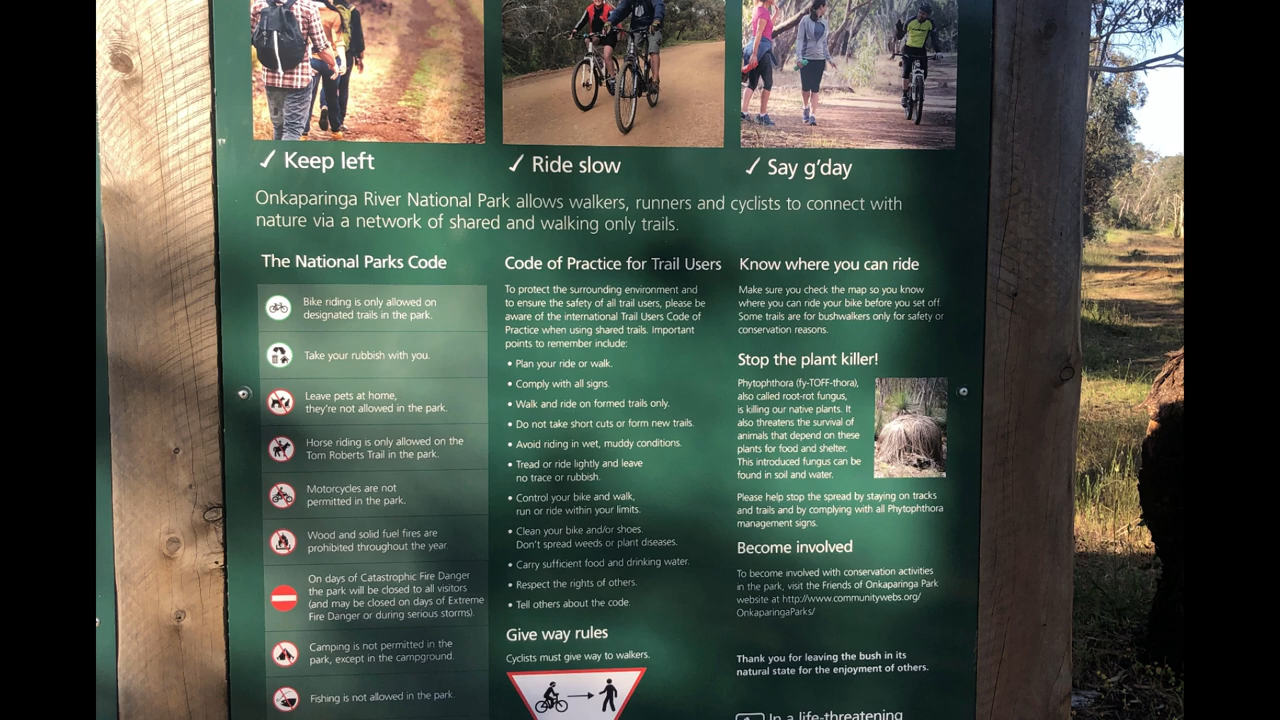 ✓ Keep left
✓ Ride slow
✓ Say g'day
Onkaparinga River National Park allows walkers, runners and cyclists to connect with
nature via a network of shared and walking only trails.
The National Parks Code
Bike riding is only allowed on
designated trails in the park.
Take your rubbish with you.
Leave pets at home,
they're not allowed in the park.
Horse riding is only allowed on the
Tom Roberts Trail in the park.
Motorcycles are not
permitted in the park.
Wood and solid fuel fires are
prohibited throughout the year
On days of Catastrophic Fire Danger
the park will be closed to all visitors
(and may be closed on days of Extreme
Fire Danger or during serious storms).
Camping is not permitted in the
park, except in the campground.
Fishing is not allowed in the park.
Code of Practice for Trail Users
To protect the surrounding environment and
to ensure the safety of all trail users, please be
aware of the international Trail Users Code of
Practice when using shared trails. Important
points to remember include:
• Plan your ride or walk.
• Comply with all signs.
• Walk and ride on formed trails only.
• Do not take short cuts or form new trails.
• Avoid riding in wet, muddy conditions.
• Tread or ride lightly and leave
no trace or rubbish.
• Control your bike and walk,
run or ride within your limits.
• Clean your bike and/or shoes.
Don't spread weeds or plant diseases.
• Carry sufficient food and drinking water.
• Respect the rights of others.
• Tell others about the code.
Give way rules
Cyclists must give way to walkers.
Know where you can ride
Make sure you check the map so you know
where you can ride your bike before you set off.
Some trails are for bushwalkers only for safety or
conservation reasons.
Stop the plant killer!
Phytophthora (fy-TOFF-thora),
also called root-rot fungus,
is killing our native plants. It
also threatens the survival of
animals that depend on these
plants for food and shelter.
This introduced fungus can be
found in soil and water.
Please help stop the spread by staying on tracks
and trails and by complying with all Phytophthora
management signs.
Become involved
To become involved with conservation activities
in the park, visit the Friends of Onkaparinga Park
website at http://www.communitywebs.org/
OnkaparingaParks/
Thank you for leaving the bush in its
natural state for the enjoyment of others.
In a life-threatening